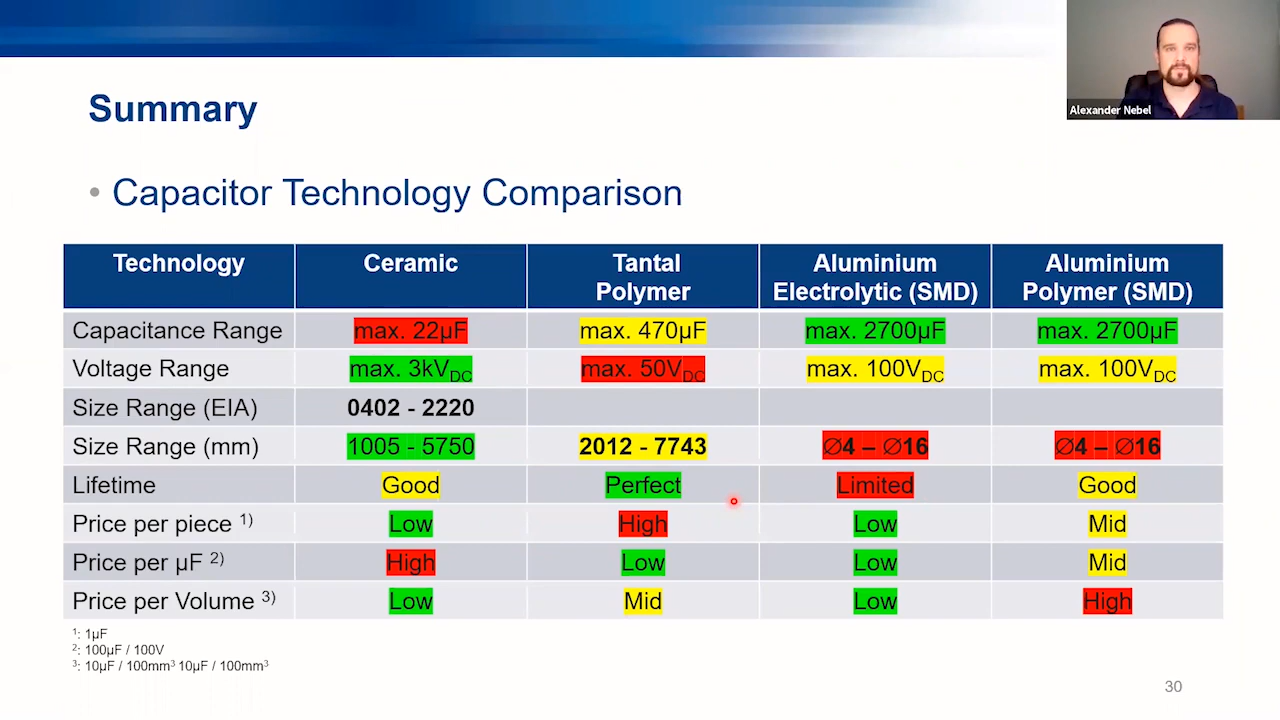 Alexander Nebel
Summary
• Capacitor Technology Comparison
Technology Ceramic Tantal Polymer Aluminium Electrolytic (SMD) Aluminium Polymer (SMD)
Capacitance Range max. 22µF max. 470µF max. 2700µF max. 2700µF
Voltage Range max. 3kVDC max. 50VDC max. 100VDC max. 100VDC
Size Range (EIA) 0402 - 2220
Size Range (mm) 1005 - 5750 2012 - 7743 ∅4 – ∅16 ∅4 – ∅16
Lifetime Good Perfect Limited Good
Price per piece 1) Low High Low Mid
Price per µF 2) High Low Low Mid
Price per Volume 3) Low Mid Low High
1: 1µF
2: 100µF / 100V
3: 10µF / 100mm³ 10µF / 100mm³
30